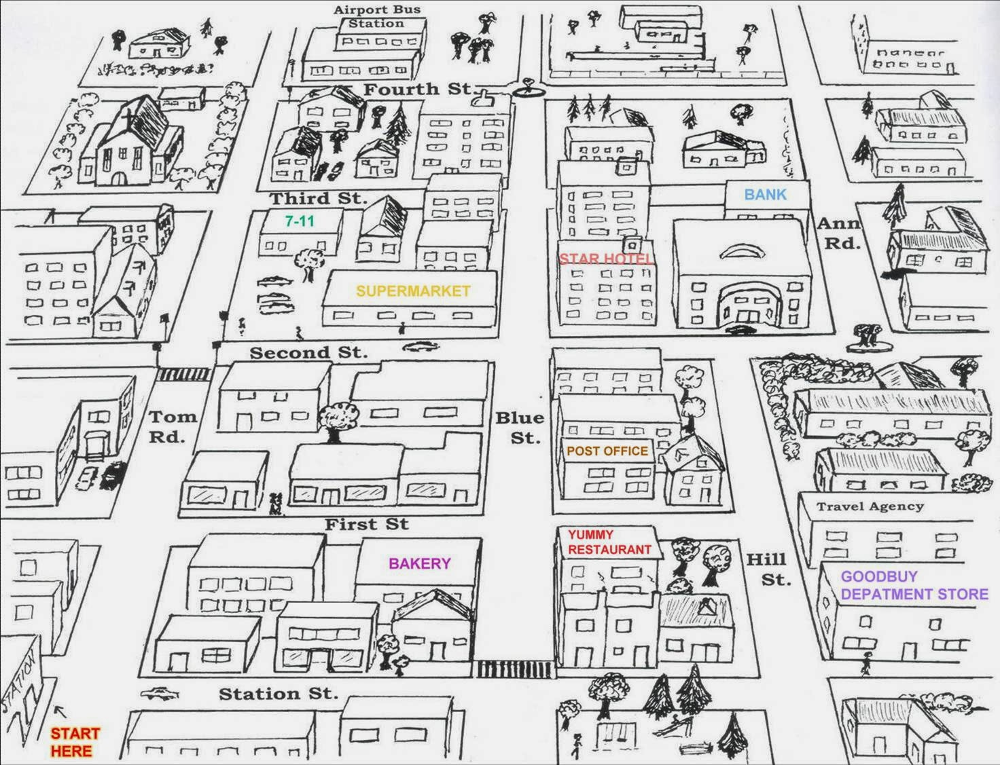 Airport Bus
Station
Fourth St.
Third St.
BANK
7-11
Ann
Rd.
STAR HOTEL
SUPERMARKET
Second St.
Tom
Rd.
Blue
St.
POST OFFICE
Travel Agency
First St
YUMMY
RESTAURANT
BAKERY
Hill
St.
GOODBUY
DEPATMENT STORE
STATION
Station St.
START
HERE